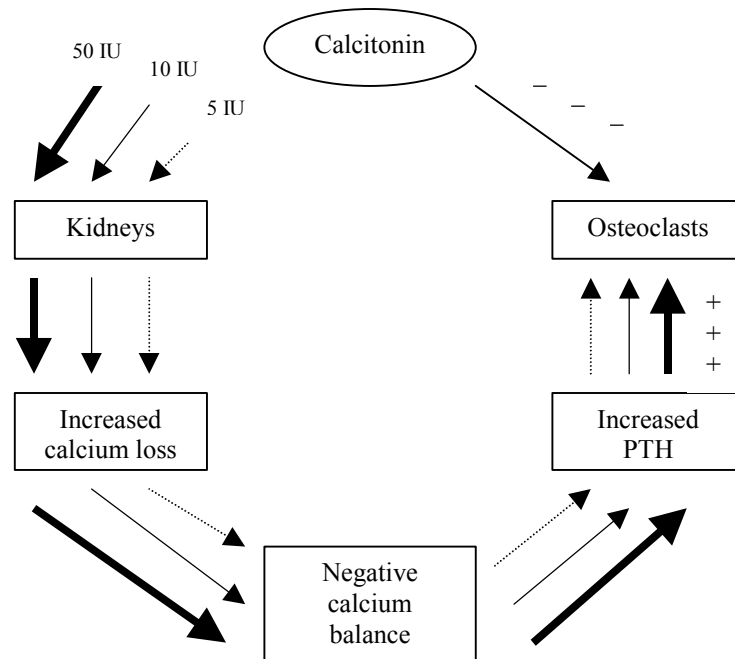 Calcitonin
50 IU
10 IU
5 IU
–
–
–
Kidneys
Osteoclasts
+
+
+
Increased
calcium loss
Increased
PTH
Negative
calcium
balance